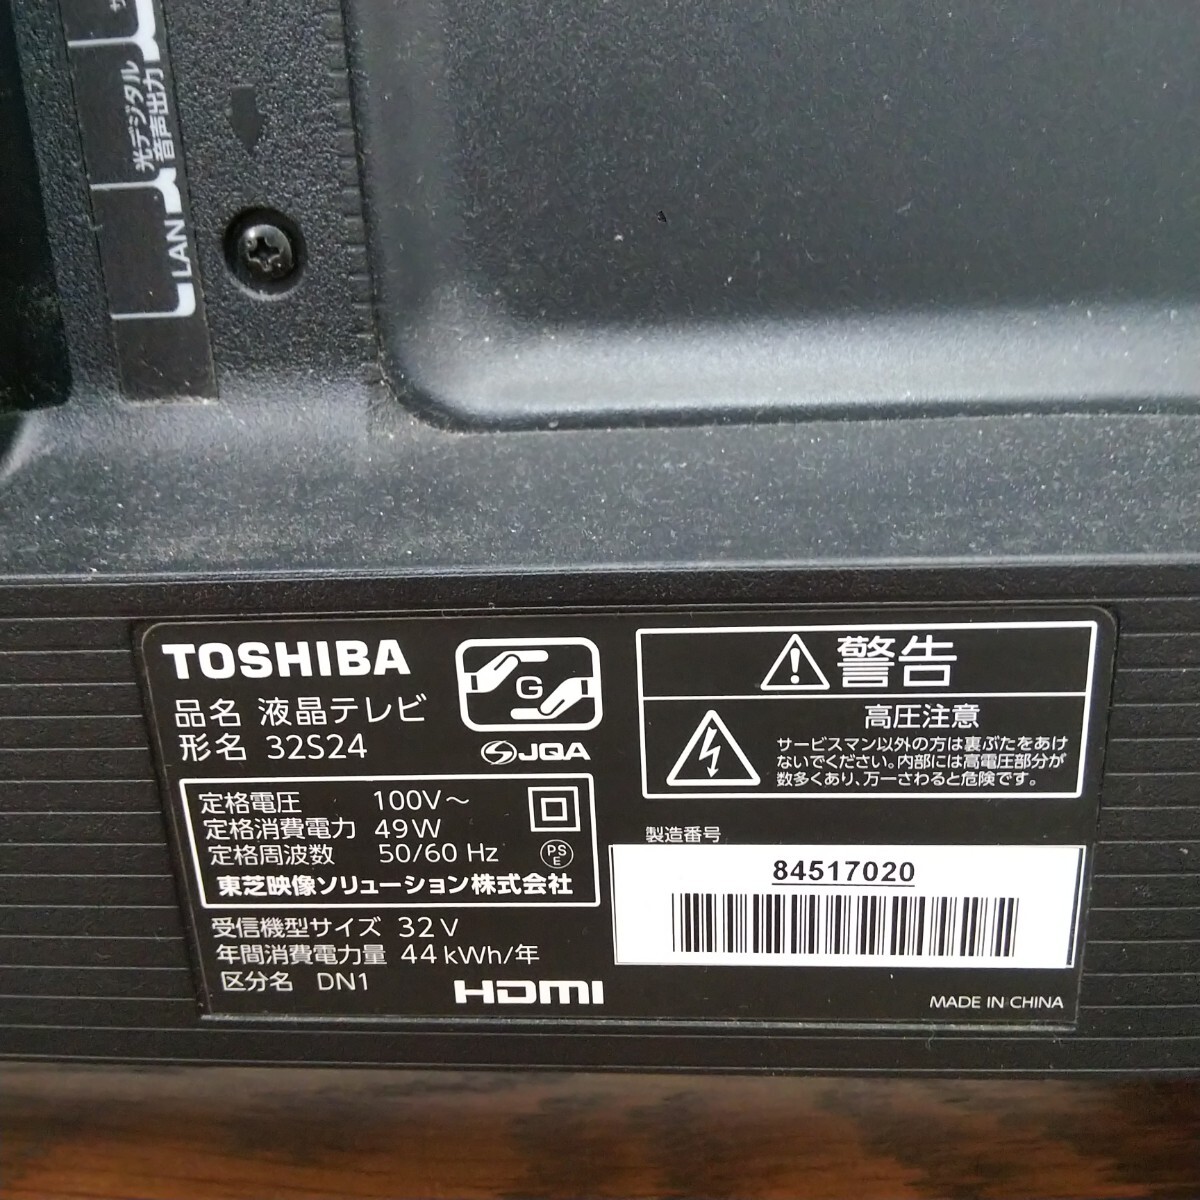 光デジタル
音声出力
LAN
TOSHIBA
品名 液晶テレビ
形名 32S24
G
JQA
定格電圧 100V～
定格消費電力 49W
定格周波数 50/60 Hz
PS
E
東芝映像ソリューション株式会社
受信機型サイズ 32V
年間消費電力量 44kWh/年
区分名 DN1
HDMI
警告
高圧注意
サービスマン以外の方は裏ぶたをあけ
ないでください。内部には高電圧部分が
数多くあり、万一さわると危険です。
製造番号
84517020
MADE IN CHINA